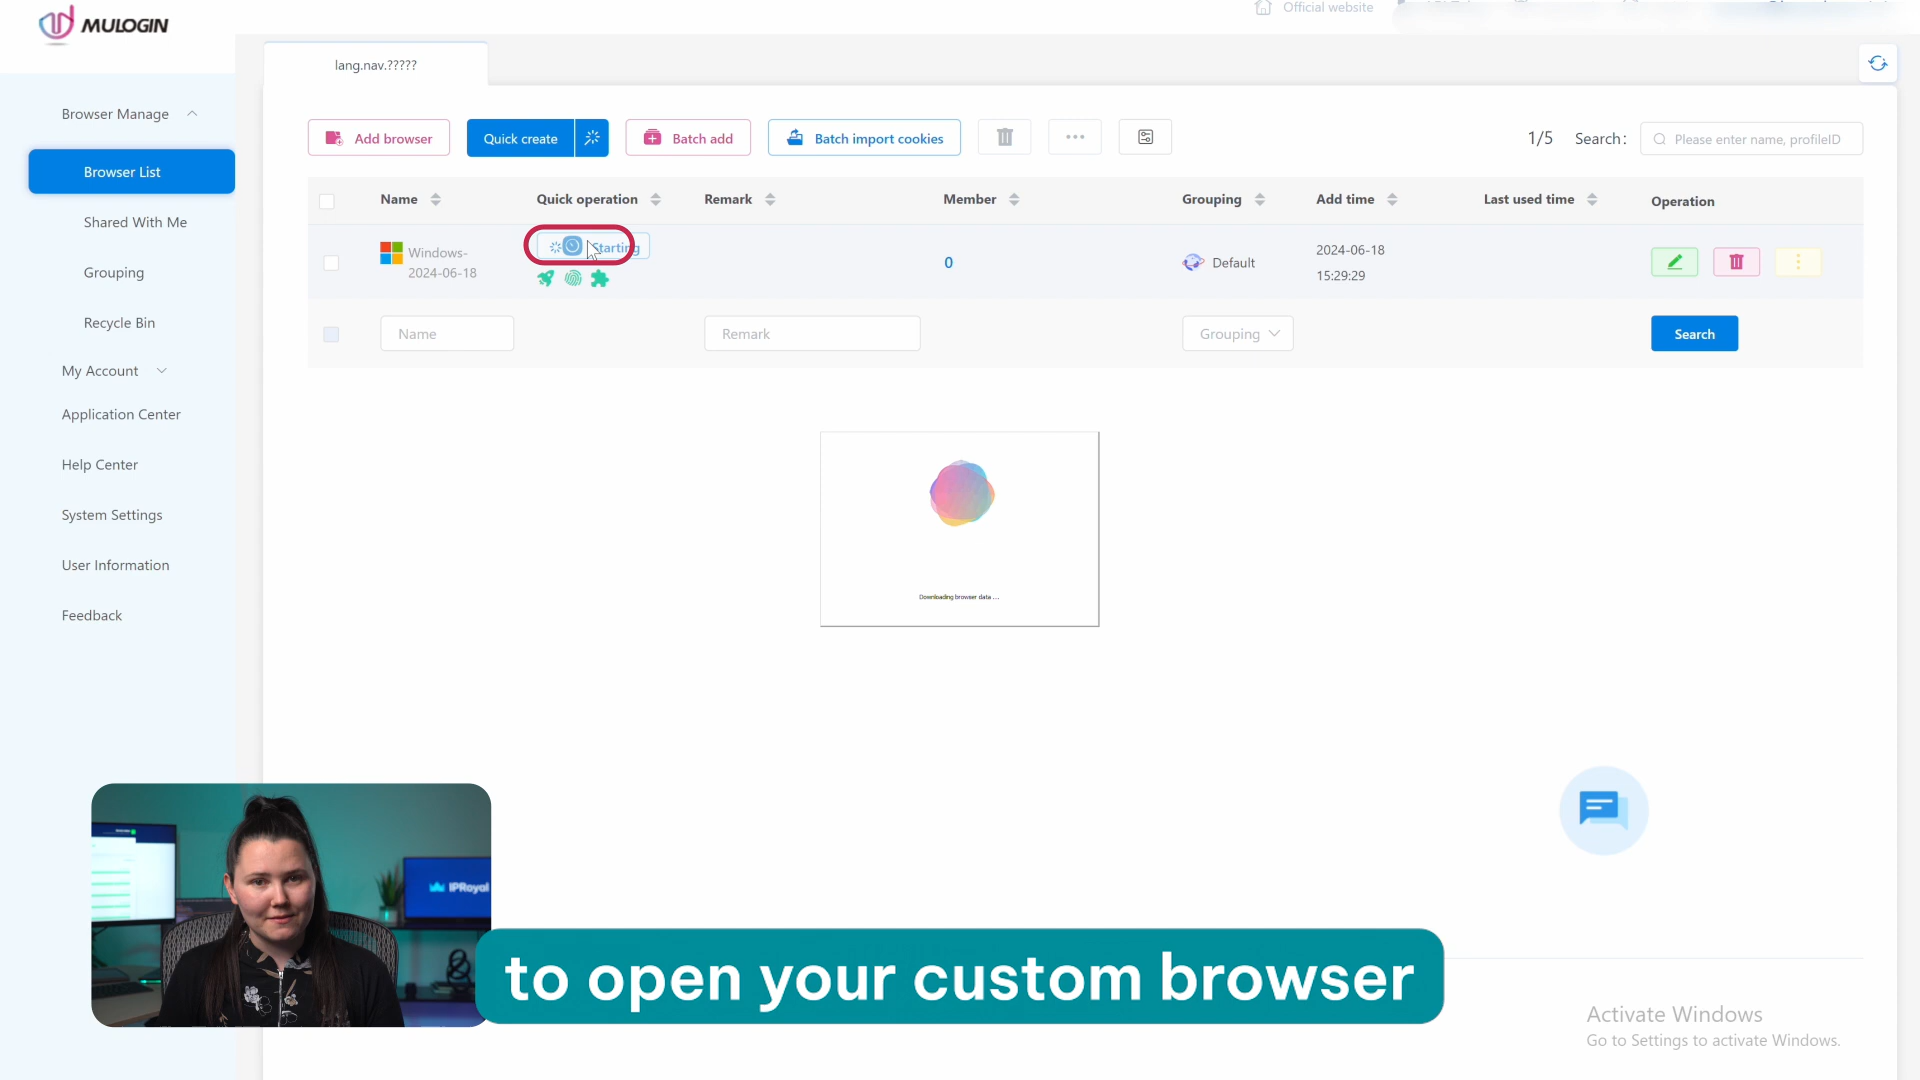 MULOGIN
Official website
lang.nav.?????
Browser Manage
Browser List
Shared With Me
Grouping
Recycle Bin
My Account
Application Center
Help Center
System Settings
User Information
Feedback
Add browser
Quick create
Batch add
Batch import cookies
1/5
Search:
Please enter name, profileID
Name
Quick operation
Remark
Member
Grouping
Add time
Last used time
Operation
Windows-
2024-06-18
Starting
0
Default
2024-06-18
15:29:29
Name
Remark
Grouping
Search
Downloading browser data ...
IPRoyal
to open your custom browser
Activate Windows
Go to Settings to activate Windows.